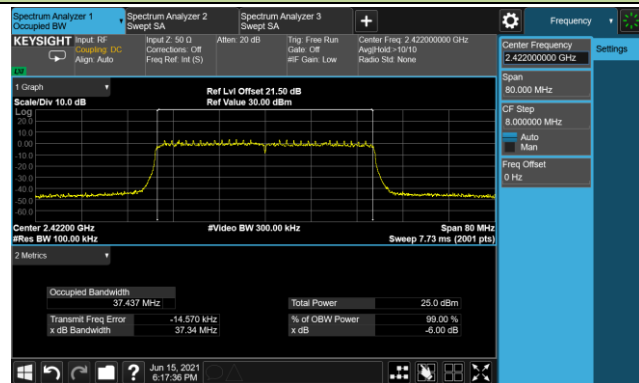 Spectrum Analyzer 1
Occupied BW
Spectrum Analyzer 2
Swept SA
Spectrum Analyzer 3
Swept SA
Frequency
KEYSIGHT
Input: RF
Coupling: DC
Align: Auto
Input Z: 50 Ω
Corrections: Off
Freq Ref: Int (S)
Atten: 20 dB
Trig: Free Run
Gate: Off
#IF Gain: Low
Center Freq: 2.422000000 GHz
Avg|Hold:>10/10
Radio Std: None
Center Frequency
2.422000000 GHz
Settings
Span
80.000 MHz
CF Step
8.000000 MHz
Auto
Man
Freq Offset
0 Hz
1 Graph
Ref Lvl Offset 21.50 dB
Scale/Div 10.0 dB
Ref Value 30.00 dBm
Log
20.0
10.0
0.00
-10.0
-20.0
-30.0
-40.0
-50.0
-60.0
Center 2.42200 GHz
#Video BW 300.00 kHz
Span 80 MHz
#Res BW 100.00 kHz
Sweep 7.73 ms (2001 pts)
2 Metrics
Occupied Bandwidth
37.437 MHz
Total Power
25.0 dBm
Transmit Freq Error
-14.570 kHz
% of OBW Power
99.00 %
x dB Bandwidth
37.34 MHz
x dB
-6.00 dB
?
Jun 15, 2021
6:17:36 PM